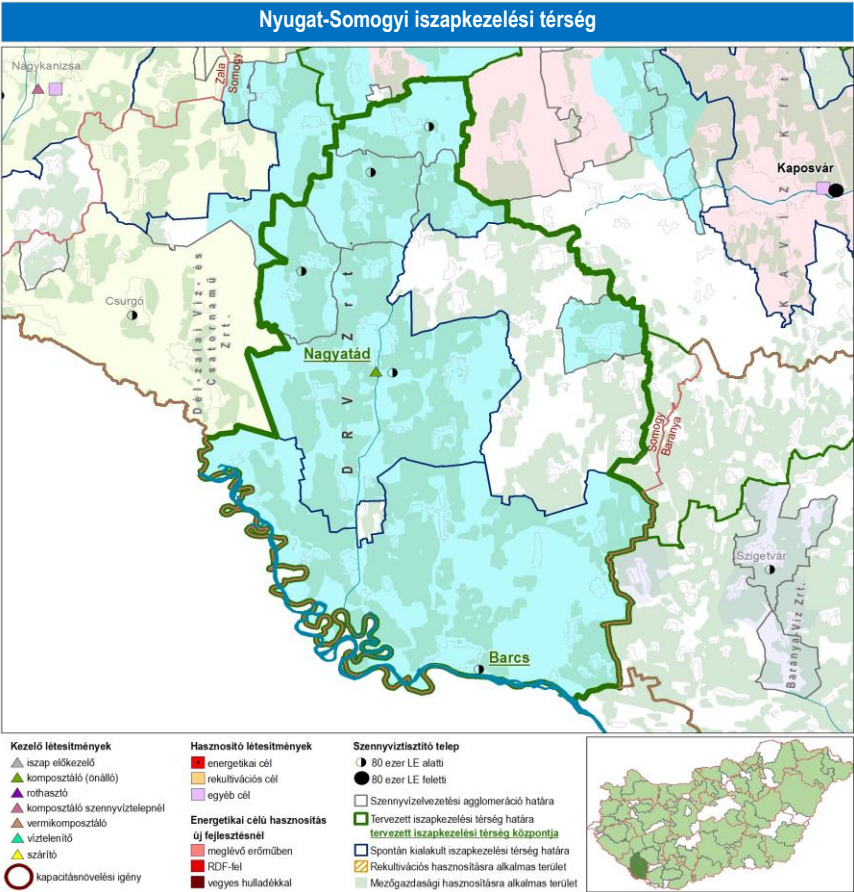 Nyugat-Somogyi iszapkezelési térség
Nagykanizsa
Zala
Somogy
Kaposvár
KAVÍZ Kft.
Csurgó
Dél-zalai Víz- és
Csatornamű
Zrt.
Nagyatád
DRV Zrt.
Somogy
Baranya
Szigetvár
Baranya-Víz Zrt.
Barcs
Kezelő létesítmények
iszap előkezelő
komposztáló (önálló)
rothasztó
komposztáló szennyvíztelepnél
vermikomposztáló
víztelenítő
szárító
kapacitásnövelési igény
Hasznosító létesítmények
energetikai cél
rekultivációs cél
egyéb cél
Energetikai célú hasznosítás
új fejlesztésnél
meglévő erőműben
RDF-fel
vegyes hulladékkal
Szennyvíztisztító telep
80 ezer LE alatti
80 ezer LE feletti
Szennyvízelvezetési agglomeráció határa
Tervezett iszapkezelési térség határa
tervezett iszapkezelési térség központja
Spontán kialakult iszapkezelési térség határa
Rekultivációs hasznosításra alkalmas terület
Mezőgazdasági hasznosításra alkalmas terület